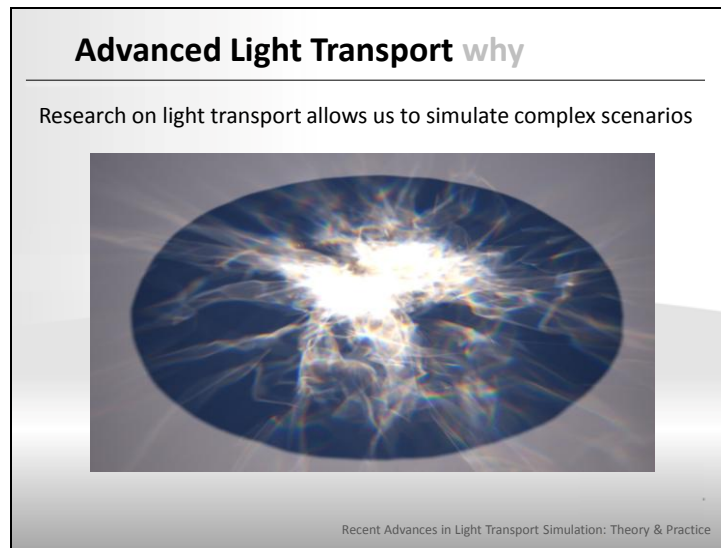 Advanced Light Transport why
Research on light transport allows us to simulate complex scenarios
Recent Advances in Light Transport Simulation: Theory & Practice